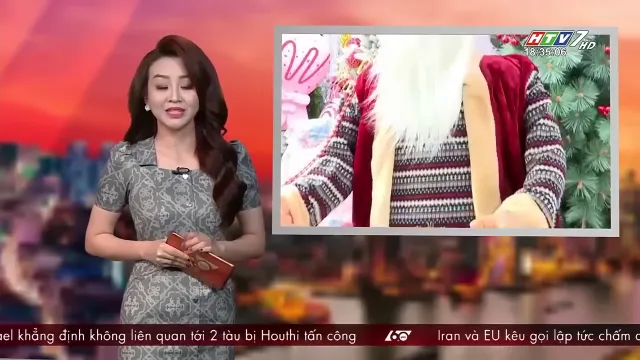 HTV7 HD
18:35:06
ael khẳng định không liên quan tới 2 tàu bị Houthi tấn công
60
Iran và EU kêu gọi lập tức chấm